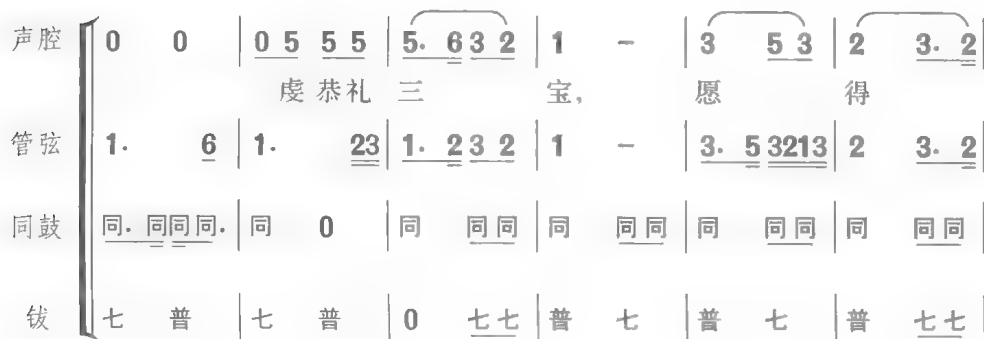 声腔 0 0 | 0 5 5 5 | 5. 6 3 2 | 1 - | 3 5 3 | 2 3. 2 |
虔恭礼 三 宝, 愿 得
管弦 1. 6 | 1. 23 | 1. 2 3 2 | 1 - | 3. 5 3213 | 2 3. 2 |
同鼓 同. 同同同. | 同 0 | 同 同同 | 同 同同 | 同 同同 | 同 同同 |
钹 七 普 | 七 普 | 0 七七 | 普 七 | 普 七 | 普 七七 |